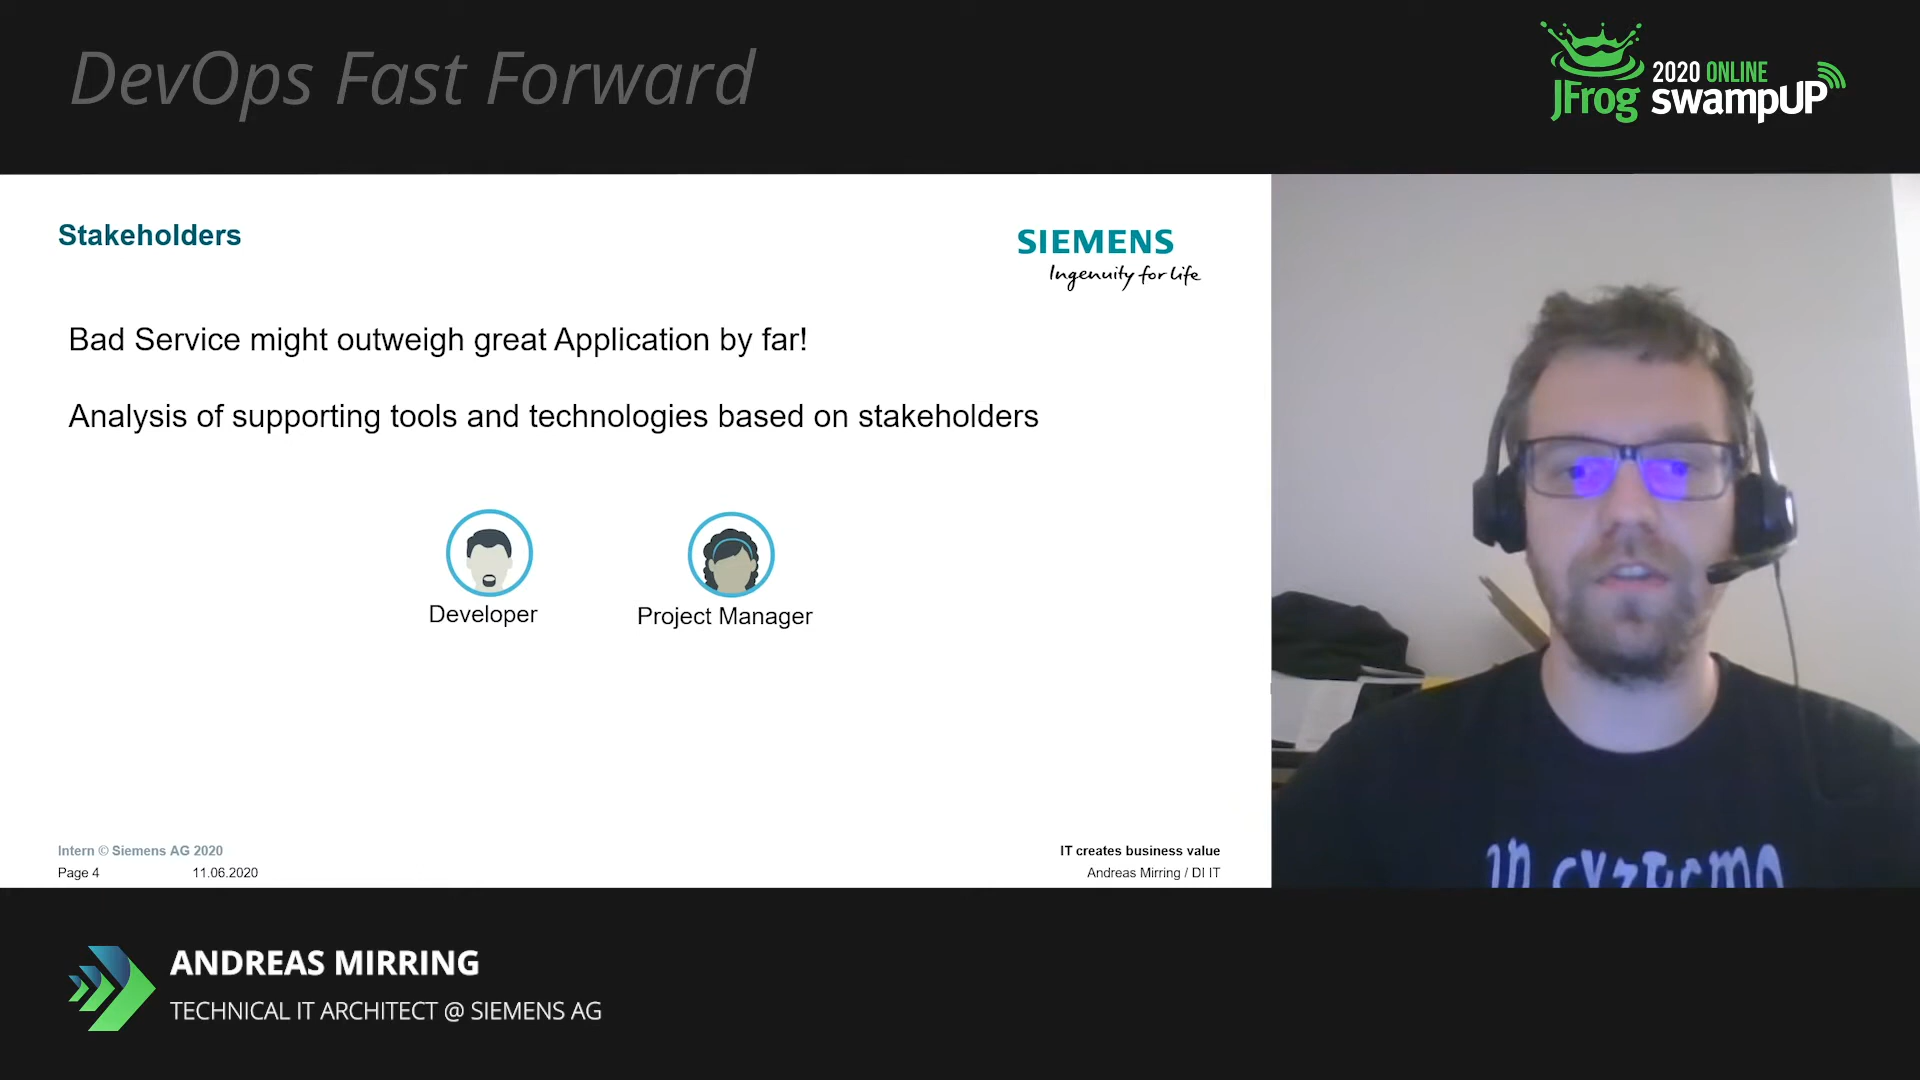 DevOps Fast Forward
2020 ONLINE
JFrog swampUP
Stakeholders
SIEMENS
Ingenuity for life
Bad Service might outweigh great Application by far!
Analysis of supporting tools and technologies based on stakeholders
Developer
Project Manager
Intern © Siemens AG 2020
IT creates business value
Page 4
11.06.2020
Andreas Mirring / DI IT
in extremo
ANDREAS MIRRING
TECHNICAL IT ARCHITECT @ SIEMENS AG